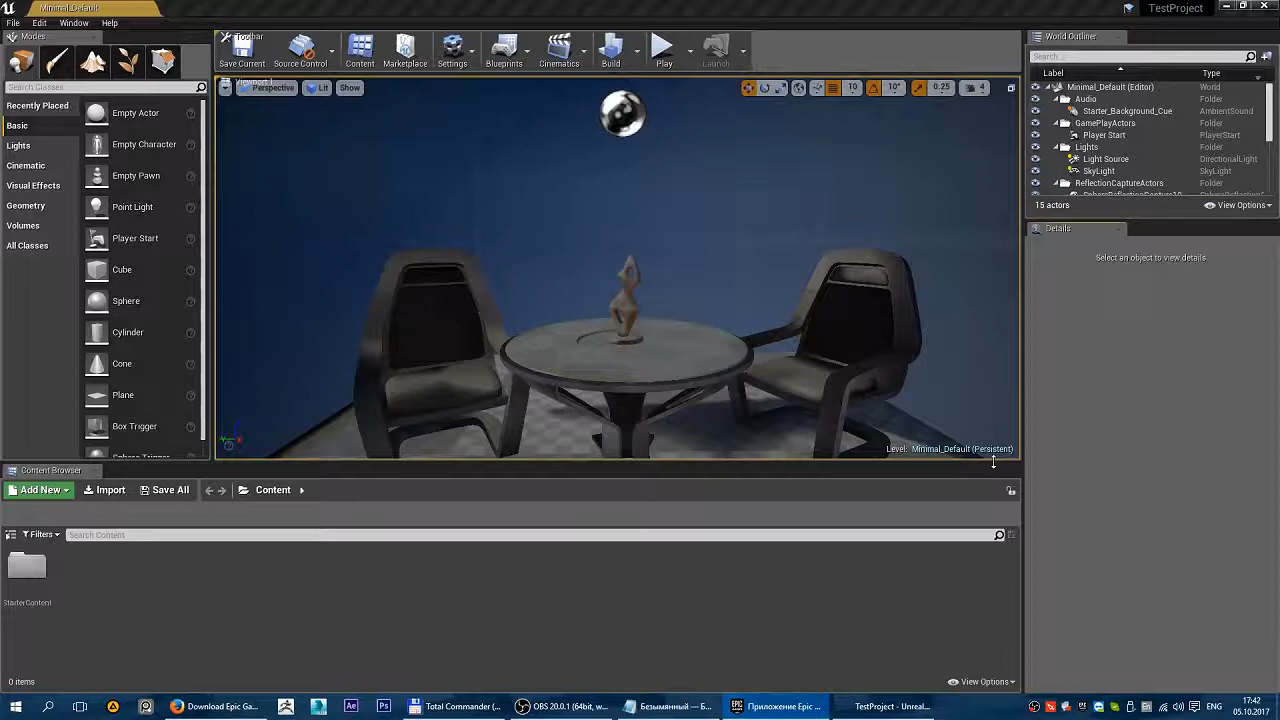 Minimal_Default
TestProject
File Edit Window Help
Modes
Toolbar
World Outliner
Search Classes
Save Current
Source Control
Content
Marketplace
Settings
Blueprints
Cinematics
Build
Play
Launch
Search
Label Type
Minimal_Default (Editor) World
Audio Folder
Starter_Background_Cue AmbientSound
GamePlayActors Folder
Player Start PlayerStart
Lights Folder
Light Source DirectionalLight
SkyLight SkyLight
ReflectionCaptureActors Folder
15 actors View Options
Details
Select an object to view details.
Viewport 1
Perspective Lit Show
10 10° 0.25 4
Recently Placed
Basic
Lights
Cinematic
Visual Effects
Geometry
Volumes
All Classes
Empty Actor
Empty Character
Empty Pawn
Point Light
Player Start
Cube
Sphere
Cylinder
Cone
Plane
Box Trigger
Sphere Trigger
Level: Minimal_Default (Persistent)
Content Browser
Add New Import Save All Content
Filters Search Content
StarterContent
0 items View Options
Download Epic Ga...
Ae
Ps
Total Commander (...
OBS 20.0.1 (64bit, w...
Безымянный — Б...
Приложение Epic ...
TestProject - Unreal...
ENG
17:42
05.10.2017